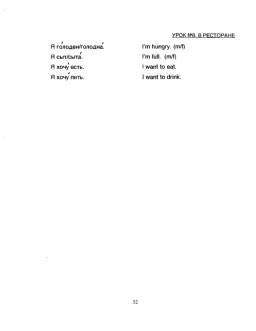 УРОК №8. В РЕСТОРАНЕ
Я го́лоден/голодна́. I'm hungry. (m/f)
Я сыт/сыта́. I'm full. (m/f)
Я хочу́ есть. I want to eat.
Я хочу́ пить. I want to drink.
52